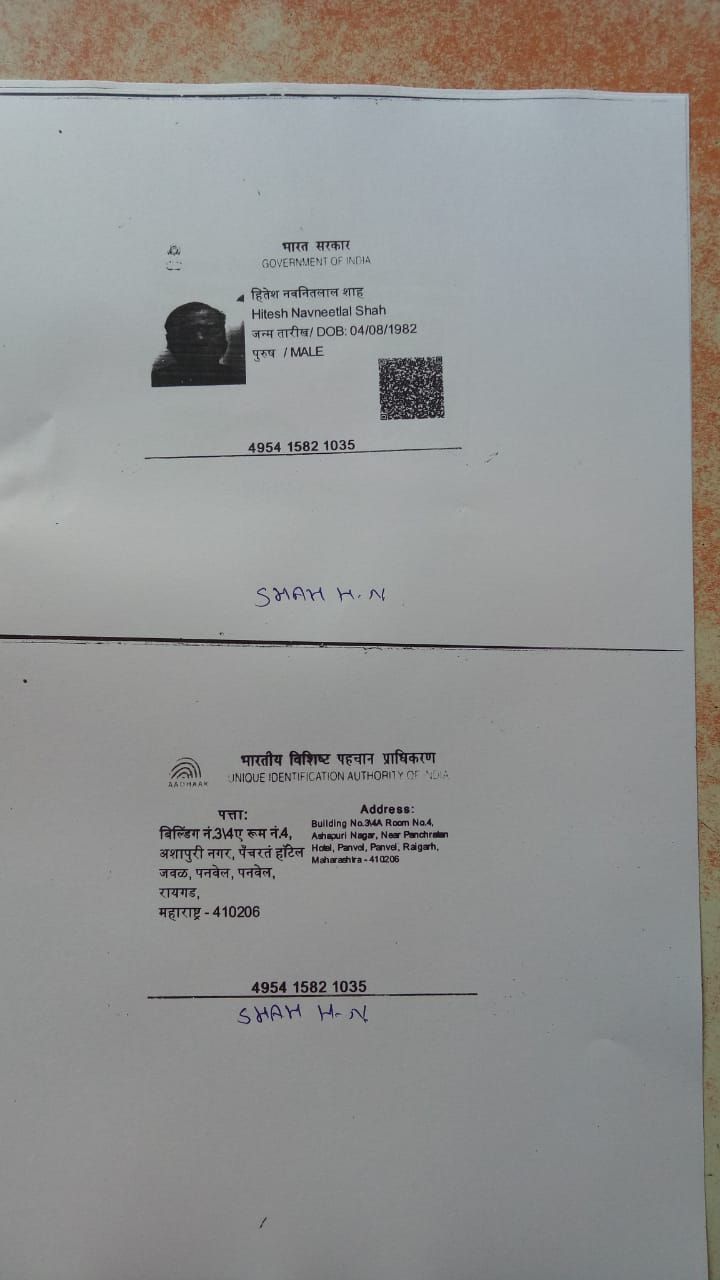 भारत सरकार
GOVERNMENT OF INDIA
हितेश नवनितलाल शाह
Hitesh Navneetlal Shah
जन्म तारीख/ DOB: 04/08/1982
पुरुष / MALE
4954 1582 1035
SHAH H. N
भारतीय विशिष्ट पहचान प्राधिकरण
UNIQUE IDENTIFICATION AUTHORITY OF INDIA
AADHAAR
पत्ता:
बिल्डिंग नं.3\4ए रूम नं.4,
अशापुरी नगर, पँचरतं हॉटेल
जवळ, पनवेल, पनवेल,
रायगड,
महाराष्ट्र - 410206
Address:
Building No.3\4A Room No.4,
Ashapuri Nagar, Near Panchratan
Hotel, Panvel, Panvel, Raigarh,
Maharashtra - 410206
4954 1582 1035
SHAH H. N